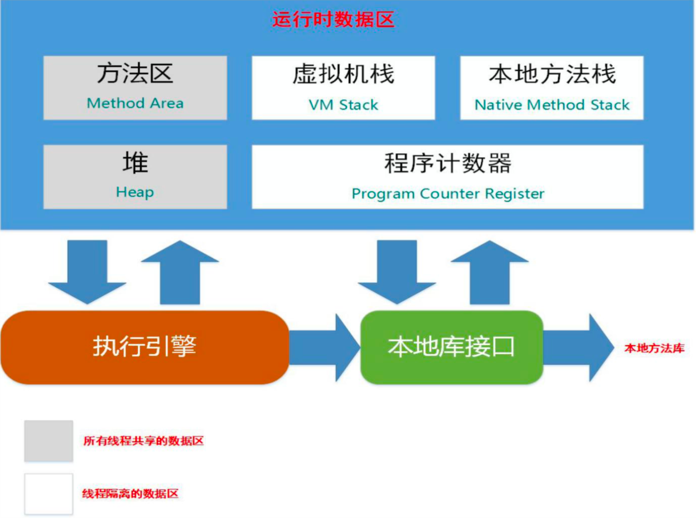 运行时数据区
方法区
Method Area
虚拟机栈
VM Stack
本地方法栈
Native Method Stack
堆
Heap
程序计数器
Program Counter Register
执行引擎
本地库接口
本地方法库
所有线程共享的数据区
线程隔离的数据区